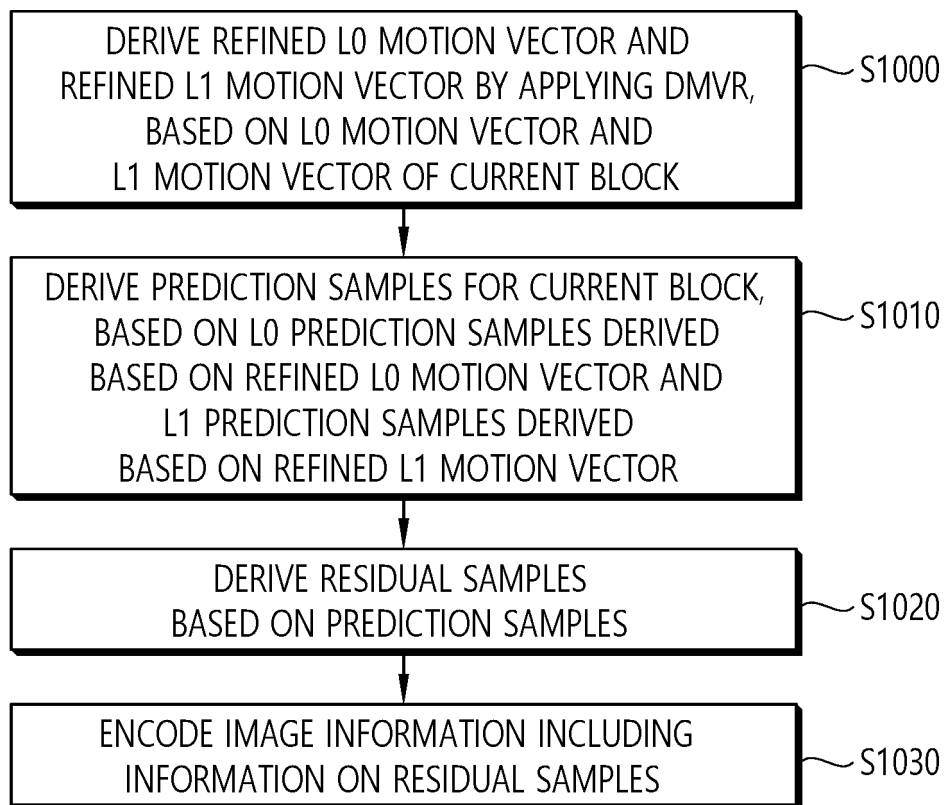 DERIVE REFINED L0 MOTION VECTOR AND
REFINED L1 MOTION VECTOR BY APPLYING DMVR,
BASED ON L0 MOTION VECTOR AND
L1 MOTION VECTOR OF CURRENT BLOCK
S1000
DERIVE PREDICTION SAMPLES FOR CURRENT BLOCK,
BASED ON L0 PREDICTION SAMPLES DERIVED
BASED ON REFINED L0 MOTION VECTOR AND
L1 PREDICTION SAMPLES DERIVED
BASED ON REFINED L1 MOTION VECTOR
S1010
DERIVE RESIDUAL SAMPLES
BASED ON PREDICTION SAMPLES
S1020
ENCODE IMAGE INFORMATION INCLUDING
INFORMATION ON RESIDUAL SAMPLES
S1030